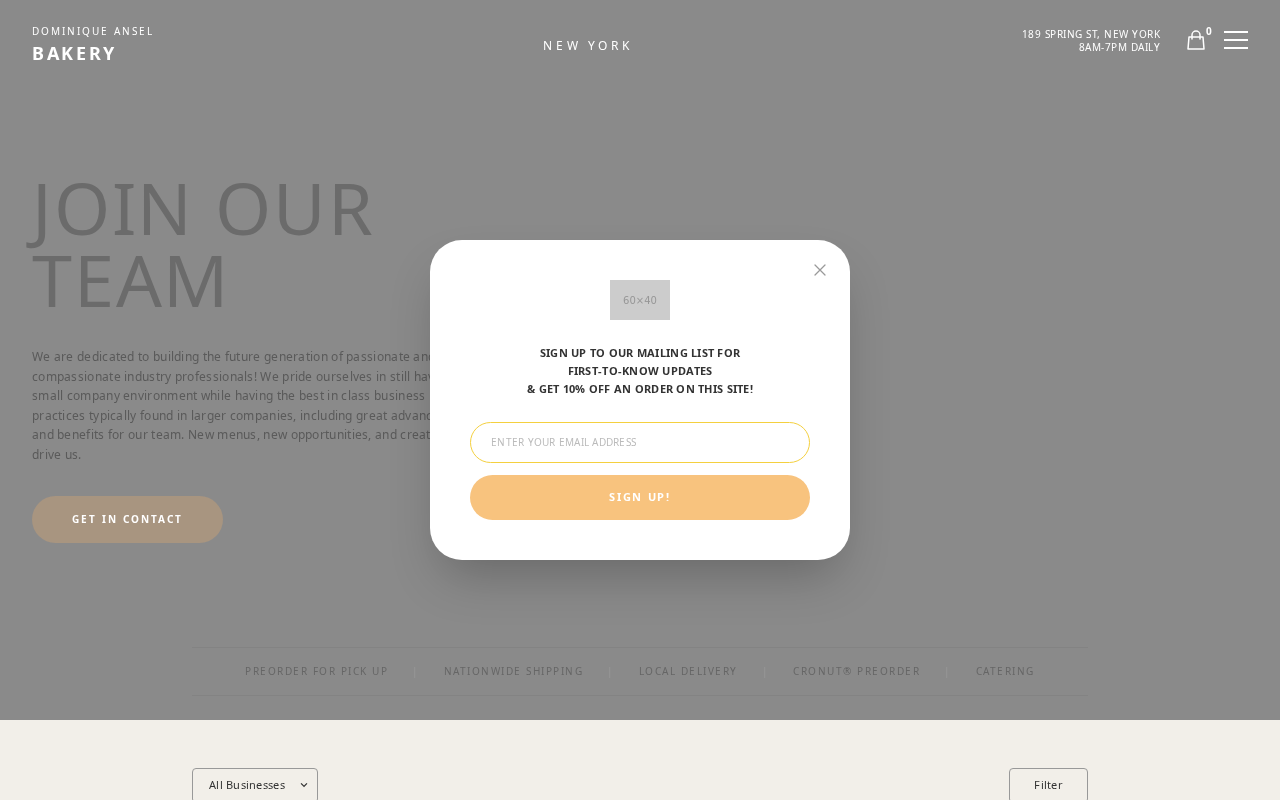 DOMINIQUE ANSEL
BAKERY
NEW YORK
189 SPRING ST, NEW YORK
8AM-7PM DAILY
0
JOIN OUR
TEAM
We are dedicated to building the future generation of passionate and
compassionate industry professionals! We pride ourselves in still
small company environment while having the best in class business
practices typically found in larger companies, including great
and benefits for our team. New menus, new opportunities, and
drive us.
GET IN CONTACT
60×40
SIGN UP TO OUR MAILING LIST FOR
FIRST-TO-KNOW UPDATES
& GET 10% OFF AN ORDER ON THIS SITE!
ENTER YOUR EMAIL ADDRESS
SIGN UP!
PREORDER FOR PICK UP | NATIONWIDE SHIPPING | LOCAL DELIVERY | CRONUT® PREORDER | CATERING
All Businesses
Filter